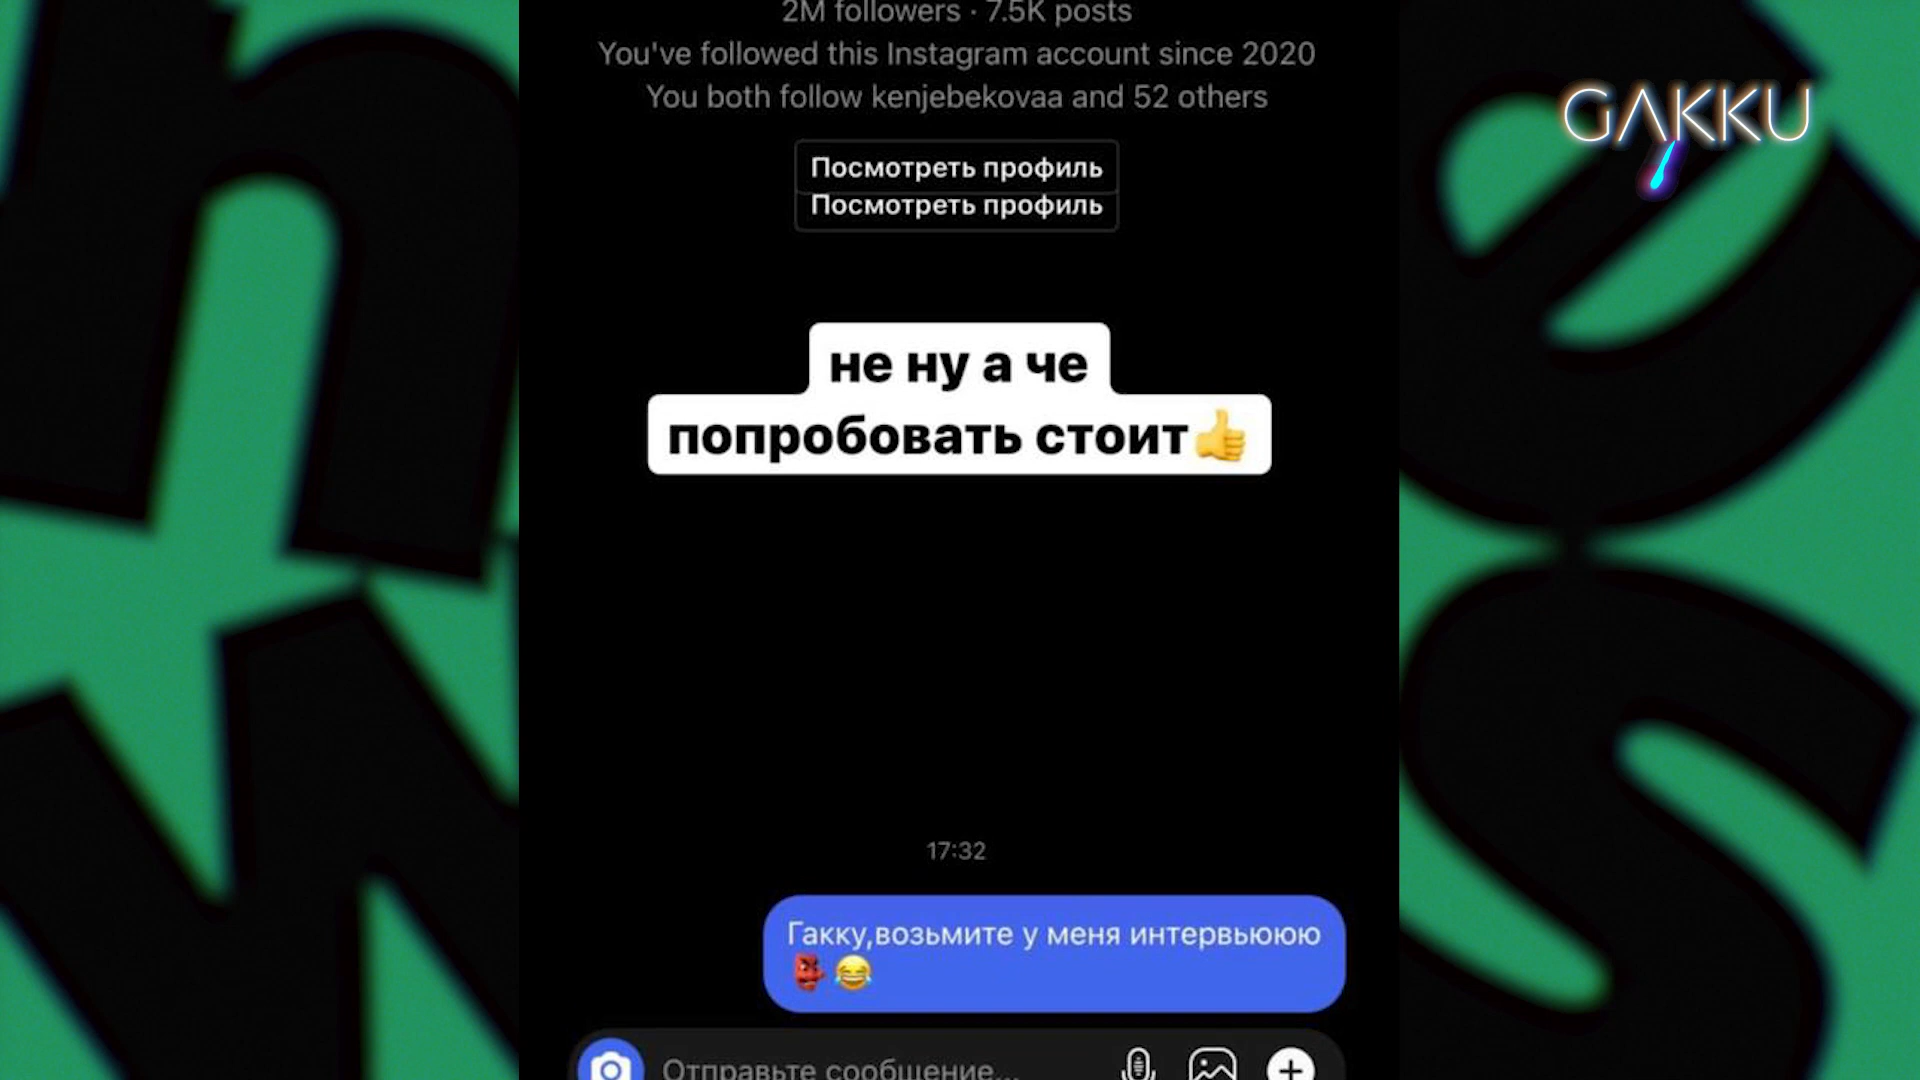 2M followers · 7.5K posts
You've followed this Instagram account since 2020
You both follow kenjebekovaa and 52 others
GAKKU
Посмотреть профиль
Посмотреть профиль
не ну а че
попробовать стоит👍
17:32
Гакку,возьмите у меня интервьююю
👺😂
Отправьте сообщение...